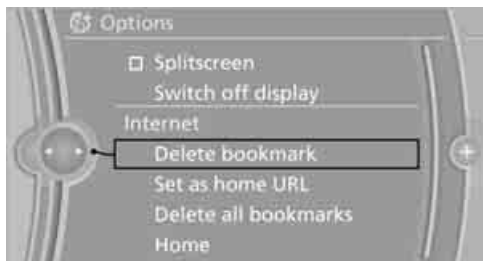 Options
Splitscreen
Switch off display
Internet
Delete bookmark
Set as home URL
Delete all bookmarks
Home